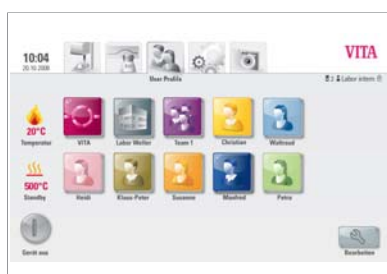 10:04
VITA
20.10.2008
User Profile
2 Labor intern
20°C
Temperatur
VITA
Labor Weller
Team 1
Christian
Waltraud
500°C
Standby
Heidi
Klaus-Peter
Susanne
Manfred
Petra
Gerät aus
Bearbeiten